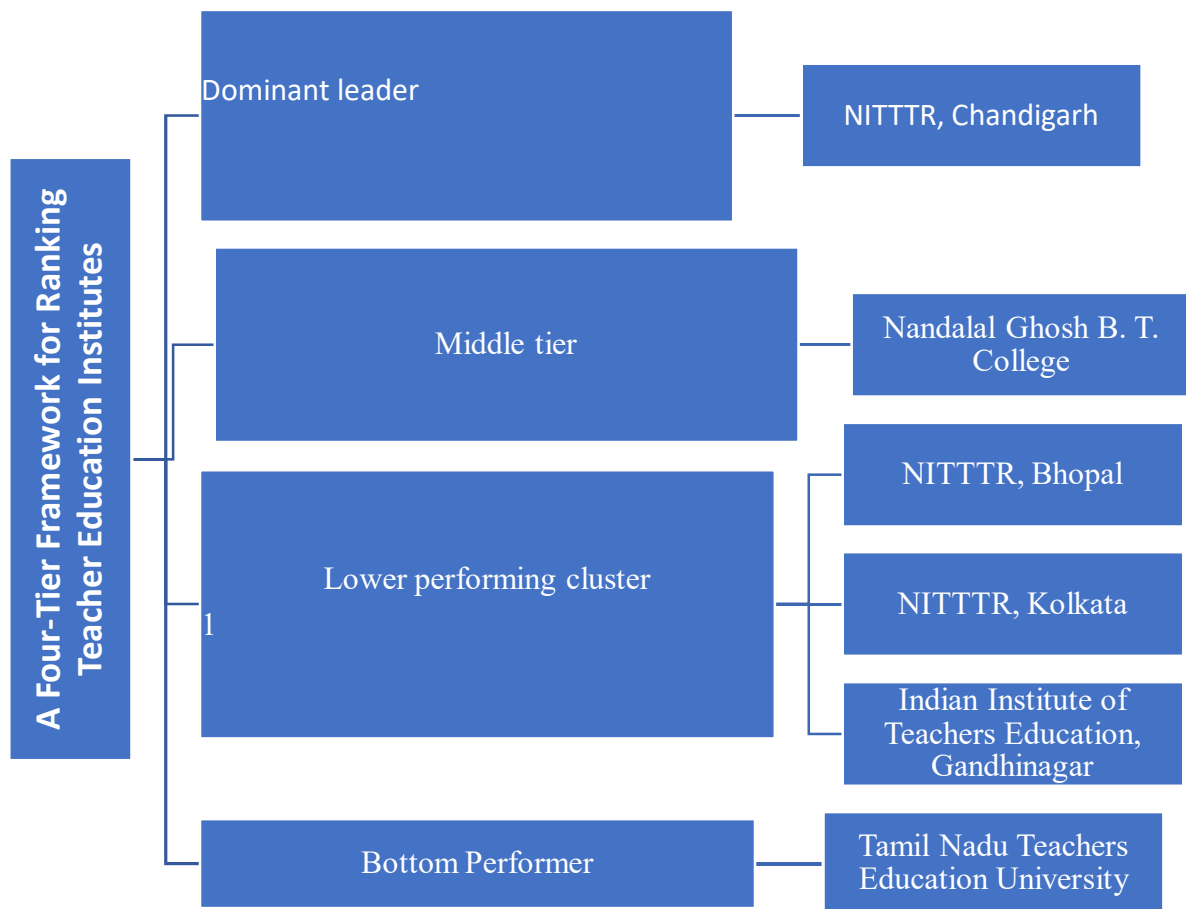 A Four-Tier Framework for Ranking
Teacher Education Institutes
Dominant leader
NITTTR, Chandigarh
Middle tier
Nandalal Ghosh B. T.
College
Lower performing cluster
1
NITTTR, Bhopal
NITTTR, Kolkata
Indian Institute of
Teachers Education,
Gandhinagar
Bottom Performer
Tamil Nadu Teachers
Education University